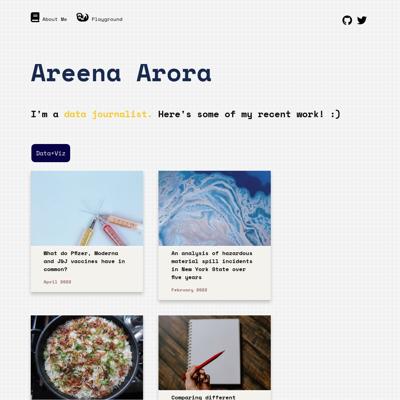 About Me Playground
Areena Arora
I'm a data journalist. Here's some of my recent work! :)
Data+Viz
What do Pfizer, Moderna
and J&J vaccines have in
common?
April 2022
An analysis of hazardous
material spill incidents
in New York State over
five years
February 2022
Comparing different